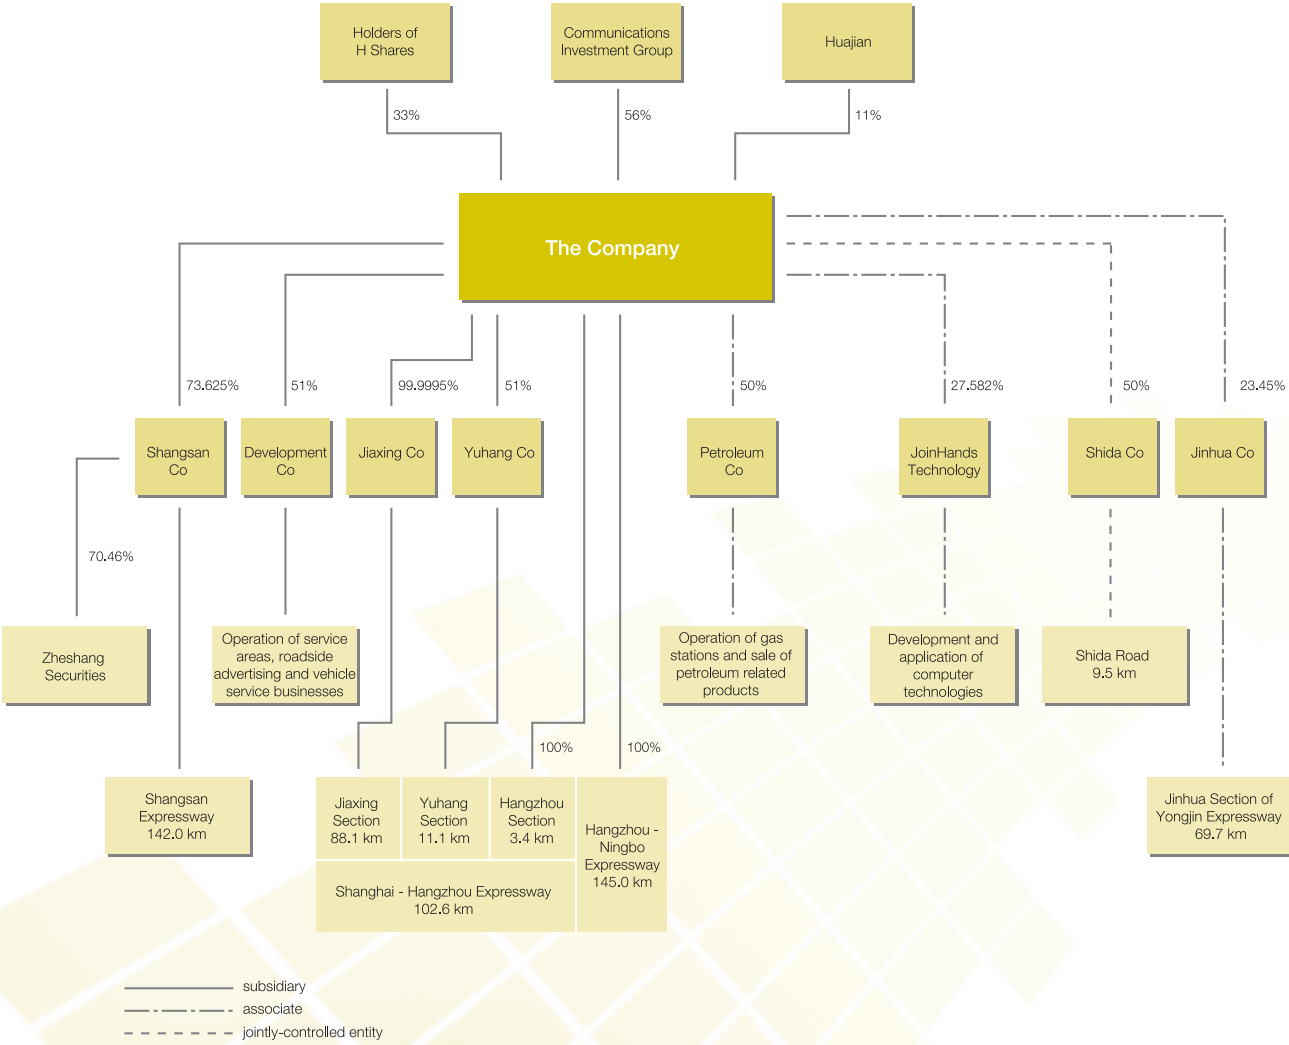 Holders of
H Shares
Communications
Investment Group
Huajian
33%
56%
11%
The Company
73.625%
51%
99.9995%
51%
50%
27.582%
50%
23.45%
Shangsan
Co
Development
Co
Jiaxing Co
Yuhang Co
Petroleum
Co
JoinHands
Technology
Shida Co
Jinhua Co
70.46%
Zheshang
Securities
Operation of service
areas, roadside
advertising and vehicle
service businesses
Operation of gas
stations and sale of
petroleum related
products
Development and
application of
computer
technologies
Shida Road
9.5 km
100%
100%
Shangsan
Expressway
142.0 km
Jiaxing
Section
88.1 km
Yuhang
Section
11.1 km
Hangzhou
Section
3.4 km
Hangzhou -
Ningbo
Expressway
145.0 km
Shanghai - Hangzhou Expressway
102.6 km
Jinhua Section of
Yongjin Expressway
69.7 km
subsidiary
associate
jointly-controlled entity